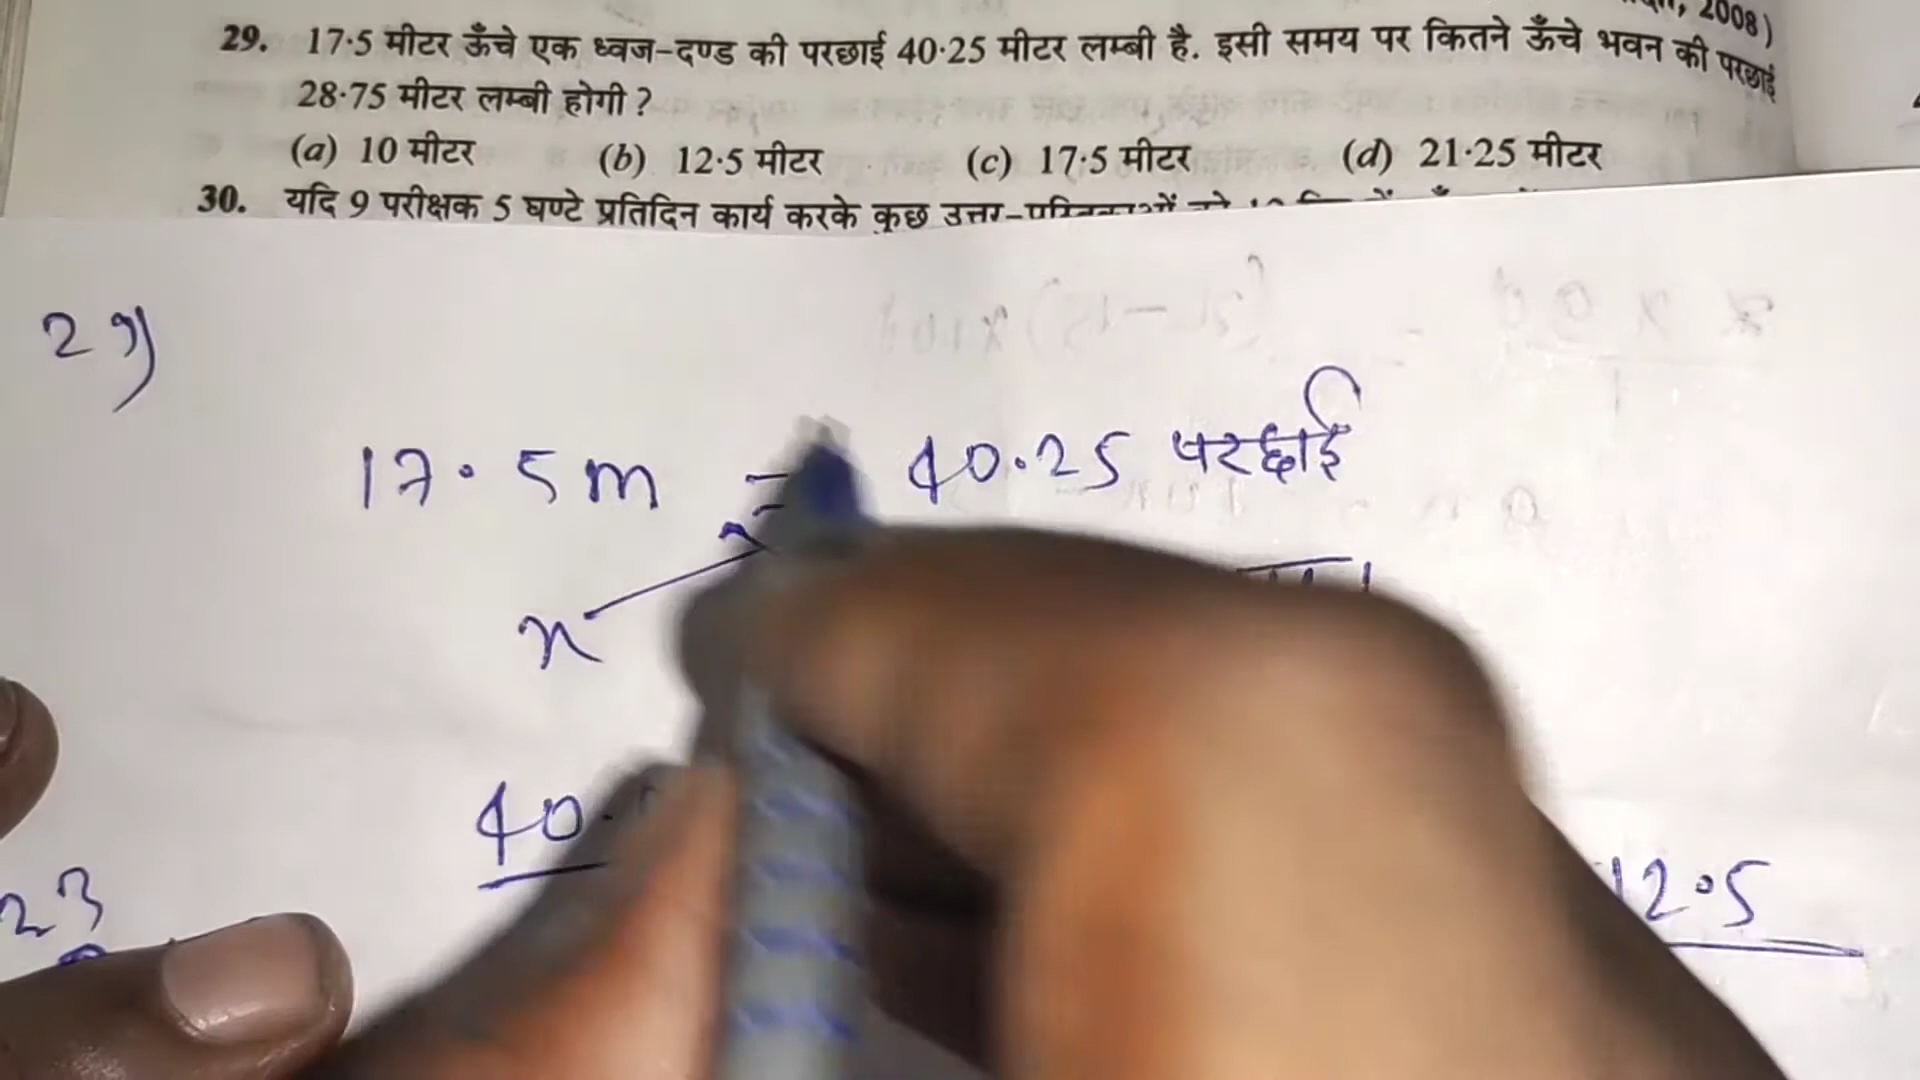 2008)
29. 17·5 मीटर ऊँचे एक ध्वज-दण्ड की परछाई 40·25 मीटर लम्बी है. इसी समय पर कितने ऊँचे भवन की परछाई
28·75 मीटर लम्बी होगी ?
(a) 10 मीटर (b) 12·5 मीटर (c) 17·5 मीटर (d) 21·25 मीटर
30. यदि 9 परीक्षक 5 घण्टे प्रतिदिन कार्य करके कुछ उत्तर-पुस्तिकाओं
29)
17.5m = 40.25 परछाई
x
40.
12.5
23